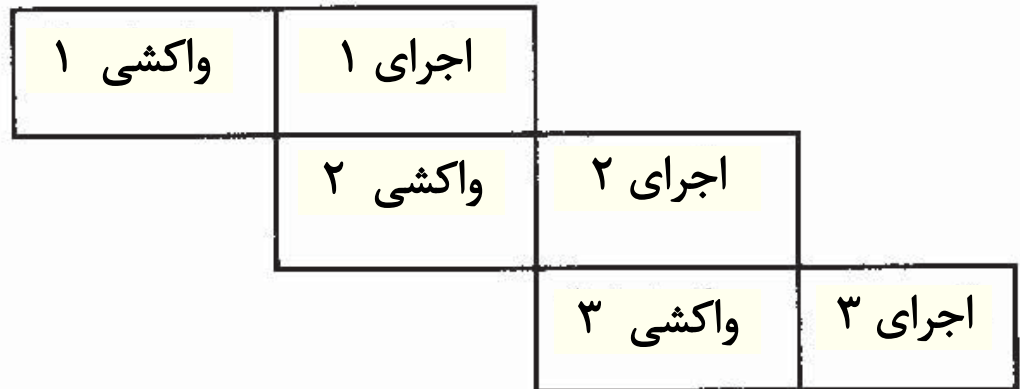 واکشی ۱
اجرای ۱
واکشی ۲
اجرای ۲
واکشی ۳
اجرای ۳